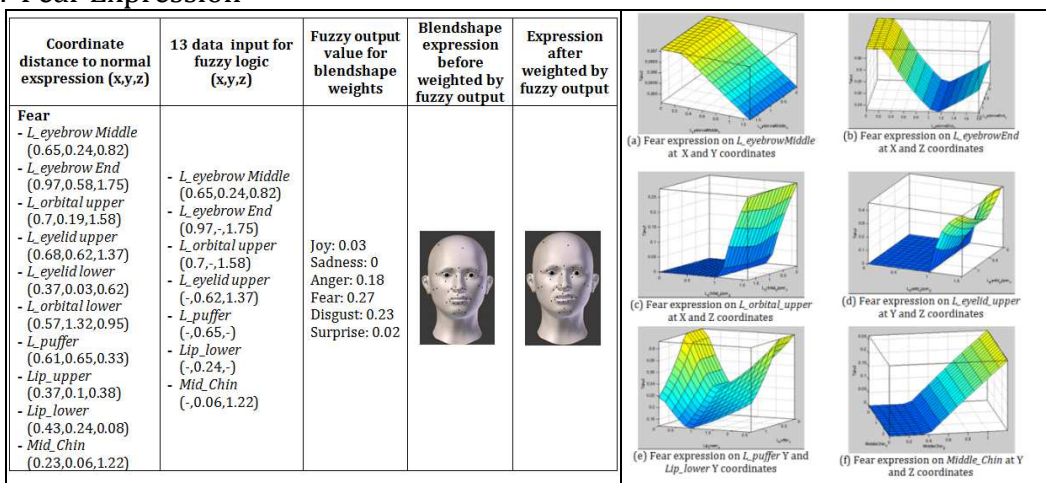 Fear Expression
Coordinate
distance to normal
exspression (x,y,z)
13 data input for
fuzzy logic
(x,y,z)
Fuzzy output
value for
blendshape
weights
Blendshape
expression
before
weighted by
fuzzy output
Expression
after
weighted by
fuzzy output
Fear
- L_eyebrow Middle
(0.65,0.24,0.82)
- L_eyebrow End
(0.97,0.58,1.75)
- L_orbital upper
(0.7,0.19,1.58)
- L_eyelid upper
(0.68,0.62,1.37)
- L_eyelid lower
(0.37,0.03,0.62)
- L_orbital lower
(0.57,1.32,0.95)
- L_puffer
(0.61,0.65,0.33)
- Lip_upper
(0.37,0.1,0.38)
- Lip_lower
(0.43,0.24,0.08)
- Mid_Chin
(0.23,0.06,1.22)
- L_eyebrow Middle
(0.65,0.24,0.82)
- L_eyebrow End
(0.97,-,1.75)
- L_orbital upper
(0.7,-,1.58)
- L_eyelid upper
(-,0.62,1.37)
- L_puffer
(-,0.65,-)
- Lip_lower
(-,0.24,-)
- Mid_Chin
(-,0.06,1.22)
Joy: 0.03
Sadness: 0
Anger: 0.18
Fear: 0.27
Disgust: 0.23
Surprise: 0.02
(a) Fear expression on L_eyebrowMiddle
at X and Y coordinates
(b) Fear expression on L_eyebrowEnd
at X and Z coordinates
(c) Fear expression on L_orbital_upper
at X and Z coordinates
(d) Fear expression on L_eyelid_upper
at Y and Z coordinates
(e) Fear expression on L_puffer Y and
Lip_lower Y coordinates
(f) Fear expression on Middle_Chin at Y
and Z coordinates